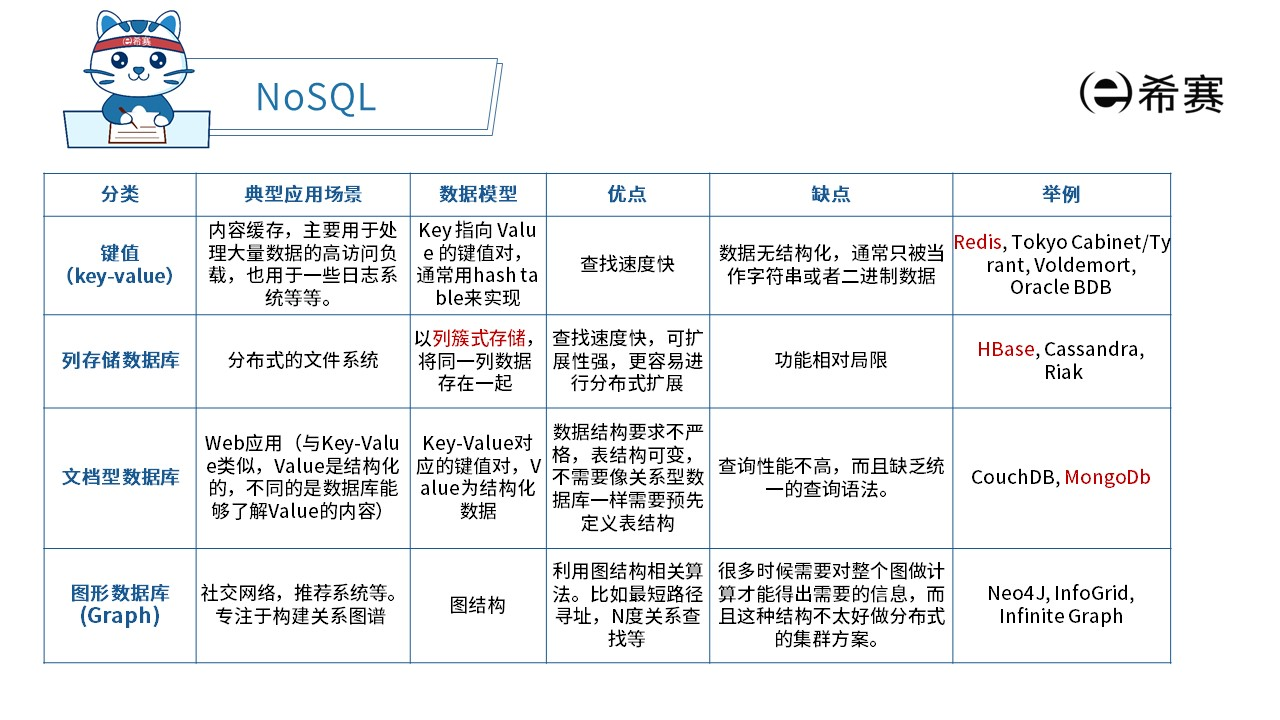 希赛
NoSQL
希赛
分类
典型应用场景
数据模型
优点
缺点
举例
键值
(key-value)
内容缓存，主要用于处
理大量数据的高访问负
载，也用于一些日志系
统等等。
Key 指向 Valu
e 的键值对，
通常用hash ta
ble来实现
查找速度快
数据无结构化，通常只被当
作字符串或者二进制数据
Redis, Tokyo Cabinet/Ty
rant, Voldemort,
Oracle BDB
列存储数据库
分布式的文件系统
以列簇式存储，
将同一列数据
存在一起
查找速度快，可扩
展性强，更容易进
行分布式扩展
功能相对局限
HBase, Cassandra,
Riak
文档型数据库
Web应用（与Key-Valu
e类似，Value是结构化
的，不同的是数据库能
够了解Value的内容）
Key-Value对
应的键值对，V
alue为结构化
数据
数据结构要求不严
格，表结构可变，
不需要像关系型数
据库一样需要预先
定义表结构
查询性能不高，而且缺乏统
一的查询语法。
CouchDB, MongoDb
图形数据库
(Graph)
社交网络，推荐系统等。
专注于构建关系图谱
图结构
利用图结构相关算
法。比如最短路径
寻址，N度关系查
找等
很多时候需要对整个图做计
算才能得出需要的信息，而
且这种结构不太好做分布式
的集群方案。
Neo4J, InfoGrid,
Infinite Graph